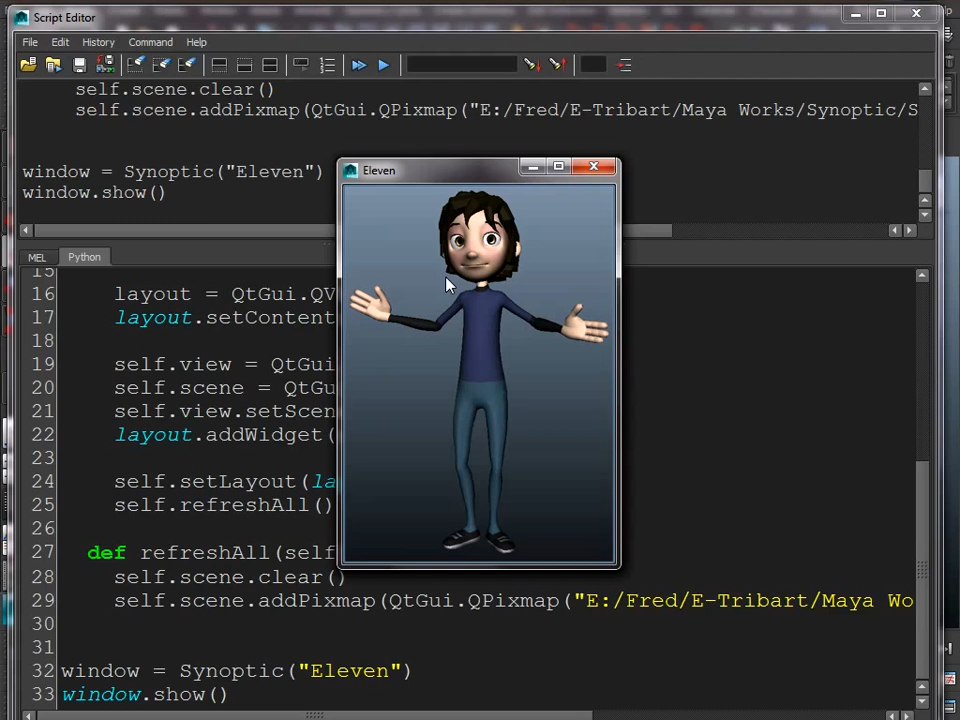 Script Editor
File Edit History Command Help
self.scene.clear()
self.scene.addPixmap(QtGui.QPixmap("E:/Fred/E-Tribart/Maya Works/Synoptic/S
window = Synoptic("Eleven")
window.show()
Eleven
MEL Python
15
16 layout = QtGui.QV
17 layout.setContent
18
19 self.view = QtGui
20 self.scene = QtGu
21 self.view.setScen
22 layout.addWidget(
23
24 self.setLayout(la
25 self.refreshAll()
26
27 def refreshAll(self
28 self.scene.clear()
29 self.scene.addPixmap(QtGui.QPixmap("E:/Fred/E-Tribart/Maya Wo
30
31
32 window = Synoptic("Eleven")
33 window.show()